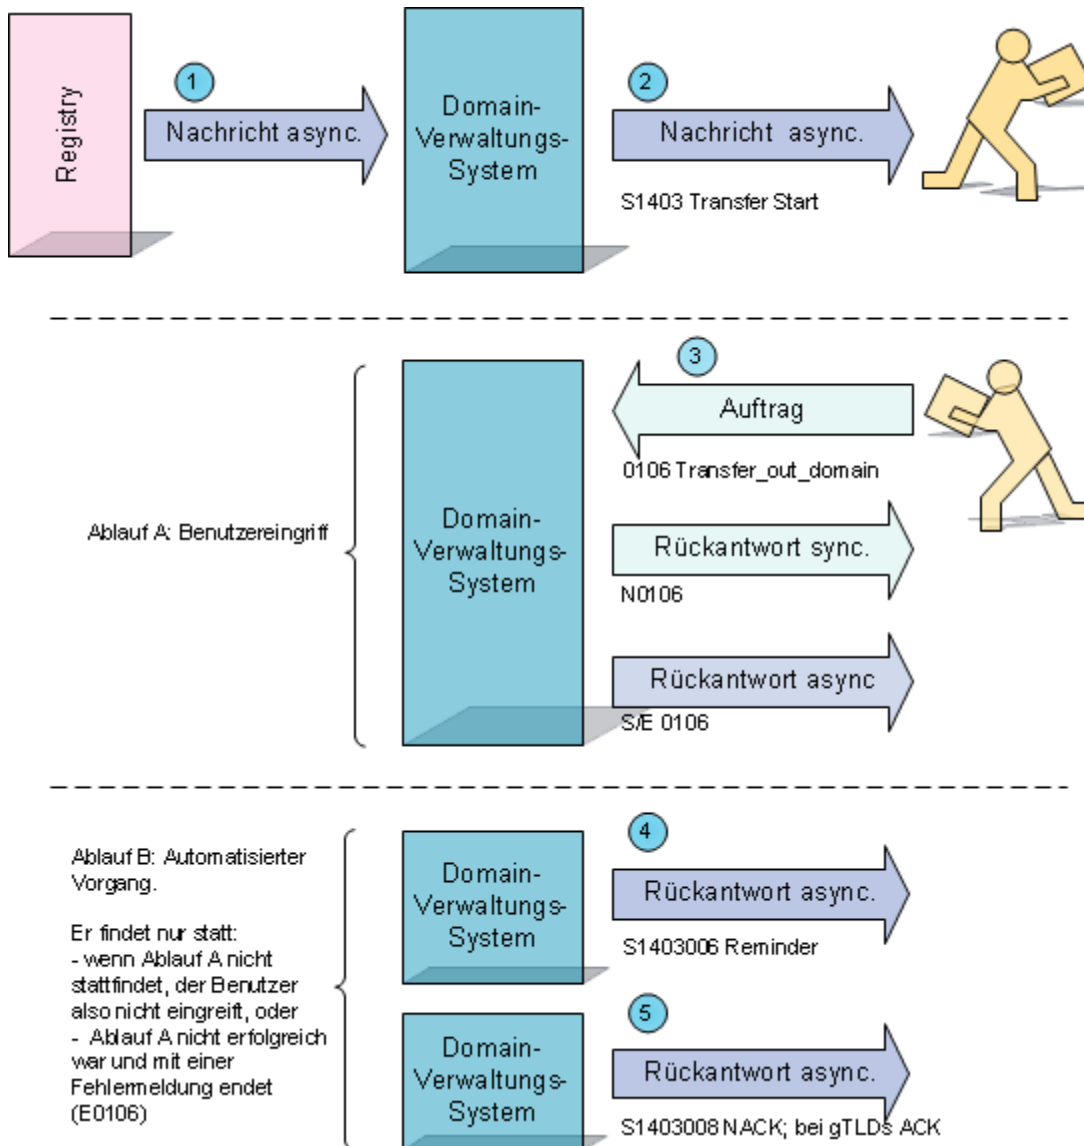 Registry
1
Nachricht async.
Domain-
Verwaltungs-
System
2
Nachricht async.
S1403 Transfer Start
Ablauf A: Benutzereingriff
Domain-
Verwaltungs-
System
3
Auftrag
0106 Transfer_out_domain
Rückantwort sync.
N0106
Rückantwort async
S/E 0106
Ablauf B: Automatisierter
Vorgang.
Er findet nur statt:
- wenn Ablauf A nicht
stattfindet, der Benutzer
also nicht eingreift, oder
- Ablauf A nicht erfolgreich
war und mit einer
Fehlermeldung endet
(E0106)
Domain-
Verwaltungs-
System
4
Rückantwort async.
S1403006 Reminder
Domain-
Verwaltungs-
System
5
Rückantwort async.
S1403008 NACK; bei gTLDs ACK